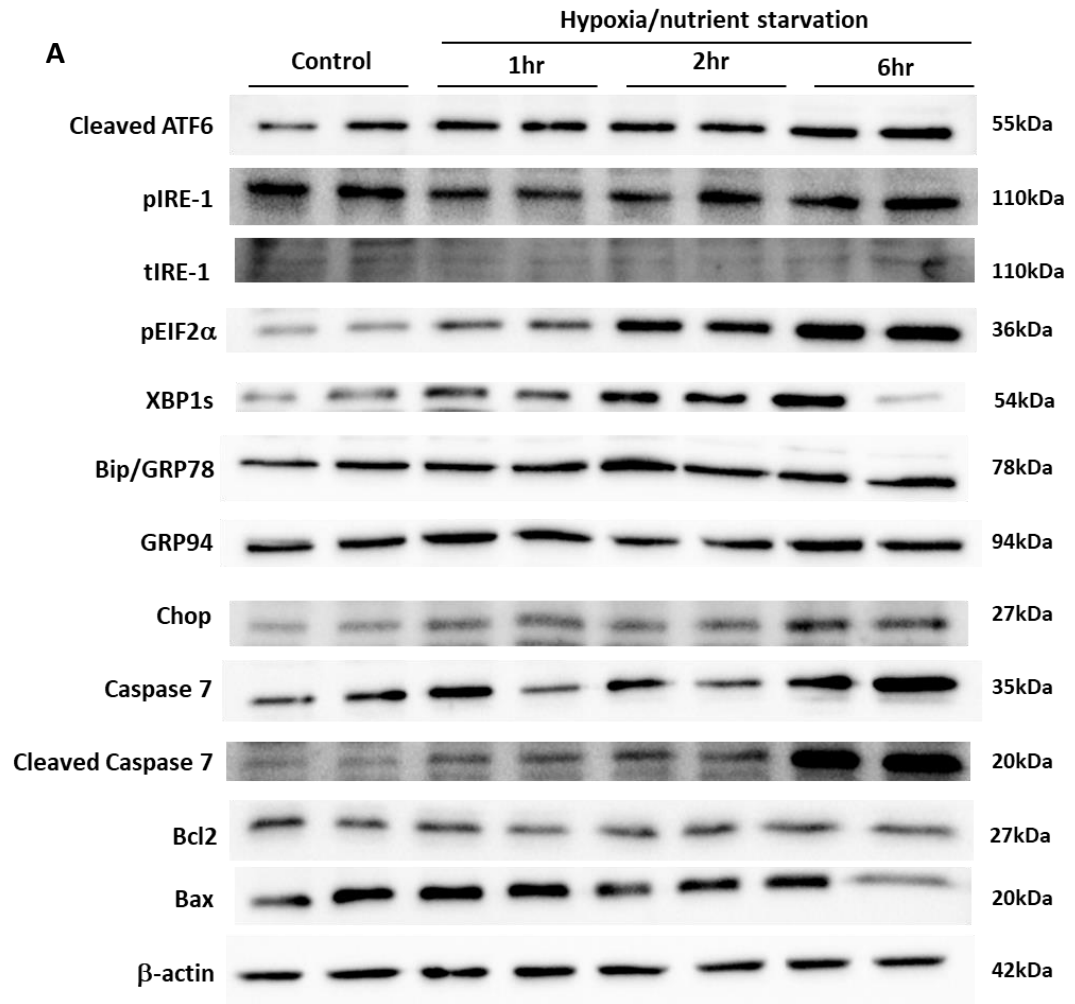 Hypoxia/nutrient starvation
A
Control 1hr 2hr 6hr
Cleaved ATF6 55kDa
pIRE-1 110kDa
tIRE-1 110kDa
pEIF2α 36kDa
XBP1s 54kDa
Bip/GRP78 78kDa
GRP94 94kDa
Chop 27kDa
Caspase 7 35kDa
Cleaved Caspase 7 20kDa
Bcl2 27kDa
Bax 20kDa
β-actin 42kDa